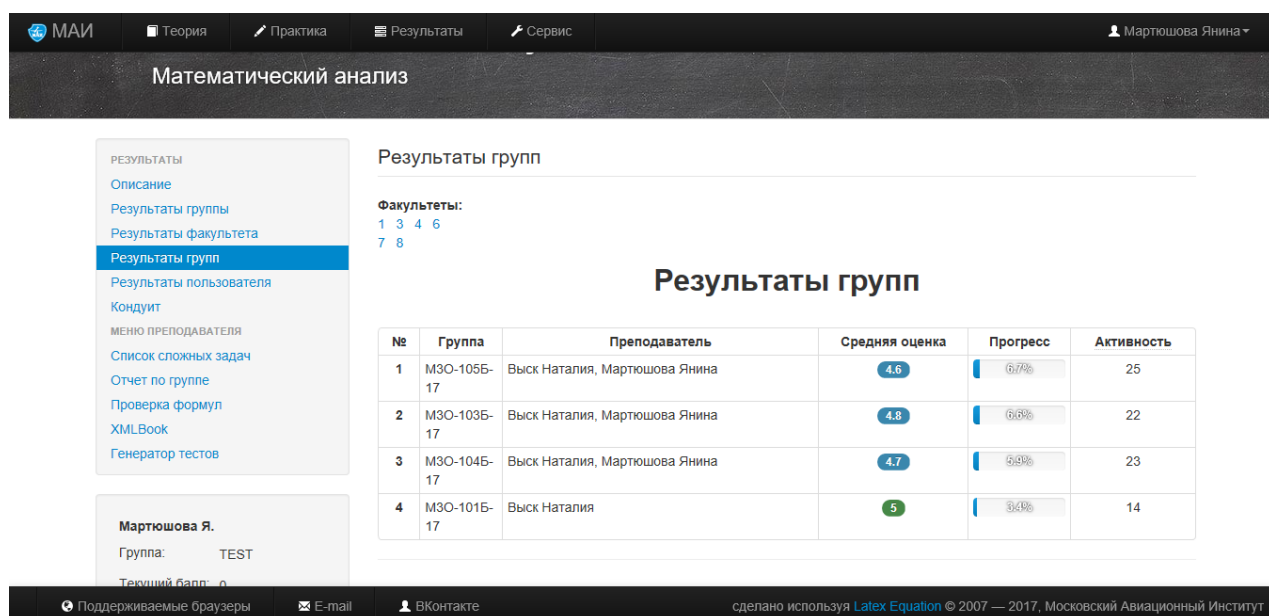 МАИ Теория Практика Результаты Сервис Мартюшова Янина
Математический анализ
РЕЗУЛЬТАТЫ
Описание
Результаты группы
Результаты факультета
Результаты групп
Результаты пользователя
Кондуит
МЕНЮ ПРЕПОДАВАТЕЛЯ
Список сложных задач
Отчет по группе
Проверка формул
XMLBook
Генератор тестов
Мартюшова Я.
Группа: TEST
Текущий балл: 0
Результаты групп
Факультеты:
1 3 4 6
7 8
Результаты групп
№ Группа Преподаватель Средняя оценка Прогресс Активность
1 МЗО-105Б-17 Выск Наталия, Мартюшова Янина 4.6 6.7% 25
2 МЗО-103Б-17 Выск Наталия, Мартюшова Янина 4.8 6.6% 22
3 МЗО-104Б-17 Выск Наталия, Мартюшова Янина 4.7 5.9% 23
4 МЗО-101Б-17 Выск Наталия 5 3.4% 14
Поддерживаемые браузеры E-mail ВКонтакте сделано используя Latex Equation © 2007 — 2017, Московский Авиационный Институт